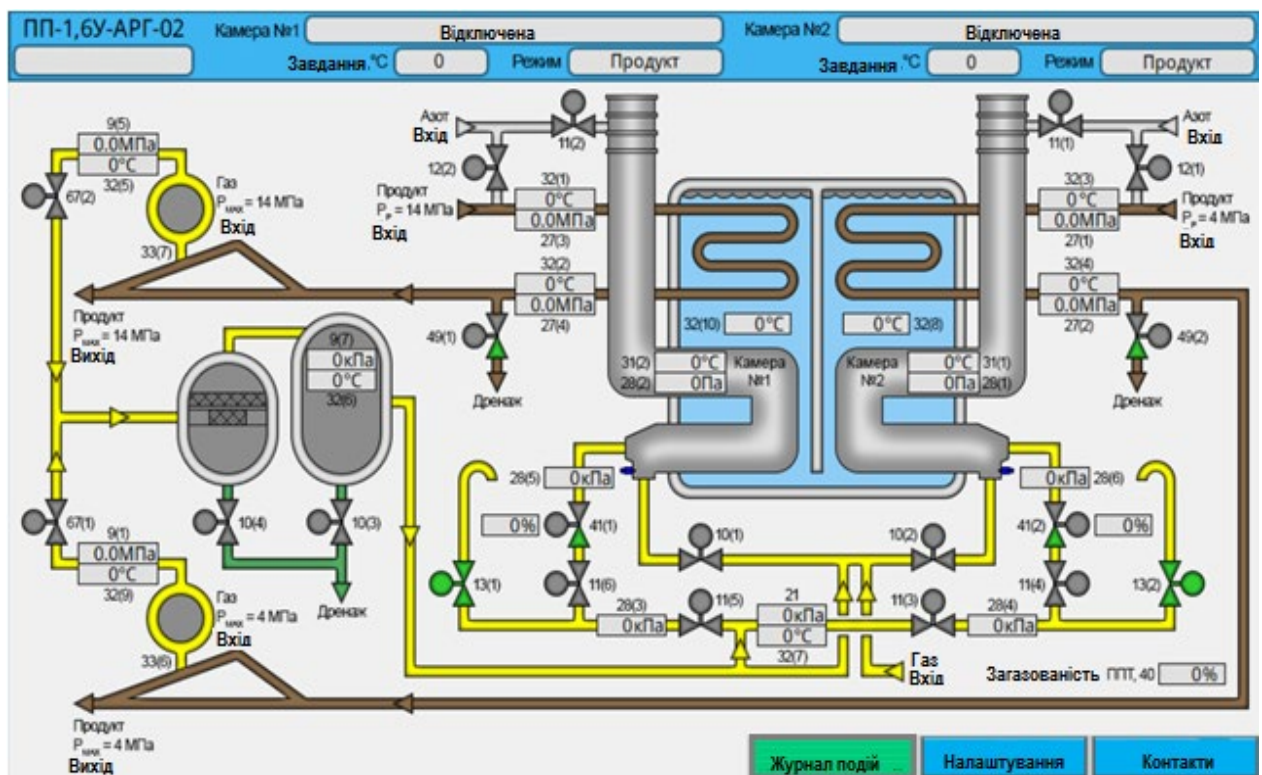 ПП-1,6У-АРГ-02 Камера №1 Відключена Камера №2 Відключена
Завдання.°С 0 Режим Продукт Завдання °С 0 Режим Продукт
9(5)
0.0МПа
0°C
32(5)
67(2)
Газ
P MAX = 14 МПа
Вхід
33(7)
Азот
Вхід
11(2)
12(2)
Продукт
P P = 14 МПа
Вхід
32(1)
0°C
0.0МПа
27(3)
32(2)
0°C
0.0МПа
27(4)
49(1)
Дренаж
Азот
Вхід
11(1)
12(1)
32(3)
0°C
0.0МПа
27(1)
Продукт
P P = 4 МПа
Вхід
32(4)
0°C
0.0МПа
27(2)
49(2)
Дренаж
Продукт
P MAX = 14 МПа
Вихід
9(7)
0кПа
0°C
32(6)
32(10) 0°C
0°C 32(8)
31(2) 0°C
28(2) 0Па
Камера
№1
Камера
№2
0°C 31(1)
0Па 28(1)
67(1)
9(1)
0.0МПа
0°C
32(9)
10(4)
10(3)
Дренаж
Газ
P MAX = 4 МПа
Вхід
33(6)
28(5) 0кПа
0% 41(1)
13(1)
11(6)
28(3)
0кПа
11(5)
10(1)
10(2)
21
0кПа
0°C
32(7)
11(3)
28(4)
0кПа
0кПа 28(6)
41(2) 0%
11(4)
13(2)
Газ
Вхід
Загазованість ППТ, 40 0%
Продукт
P MAX = 4 МПа
Вихід
Журнал подій Налаштування Контакти